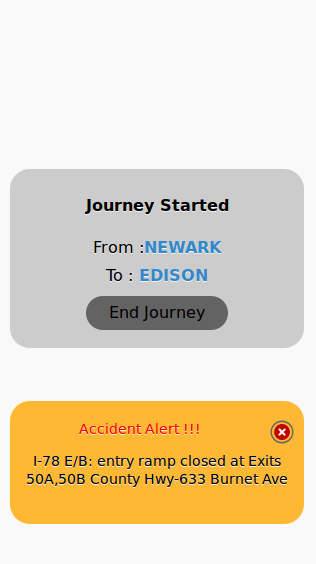 Journey Started
From :NEWARK
To : EDISON
End Journey
Accident Alert !!!
I-78 E/B: entry ramp closed at Exits
50A,50B County Hwy-633 Burnet Ave